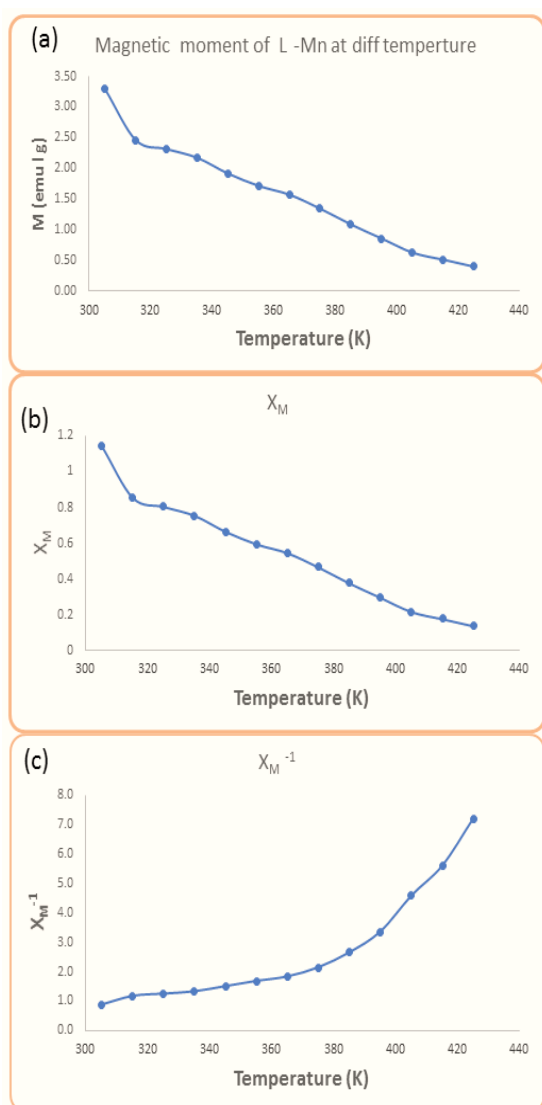 (a)
Magnetic moment of L -Mn at diff temperture
3.50
3.00
2.50
2.00
1.50
1.00
0.50
0.00
M (emu l g)
300 320 340 360 380 400 420 440
Temperature (K)
(b)
X_M
1.2
1
0.8
0.6
0.4
0.2
0
X_M
300 320 340 360 380 400 420 440
Temperature (K)
(c)
X_M ^-1
8.0
7.0
6.0
5.0
4.0
3.0
2.0
1.0
0.0
X_M^-1
300 320 340 360 380 400 420 440
Temperature (K)